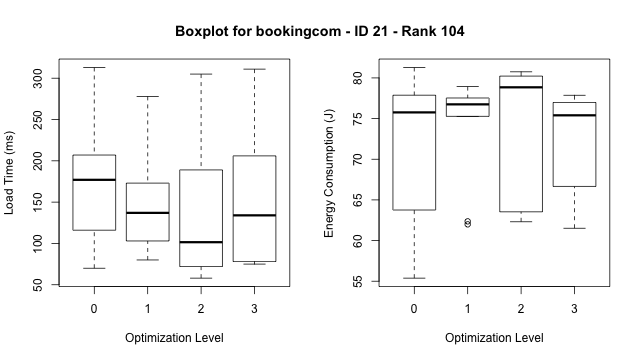 Boxplot for bookingcom - ID 21 - Rank 104
Load Time (ms)
300
250
200
150
100
50
0 1 2 3
Optimization Level
Energy Consumption (J)
80
75
70
65
60
55
0 1 2 3
Optimization Level